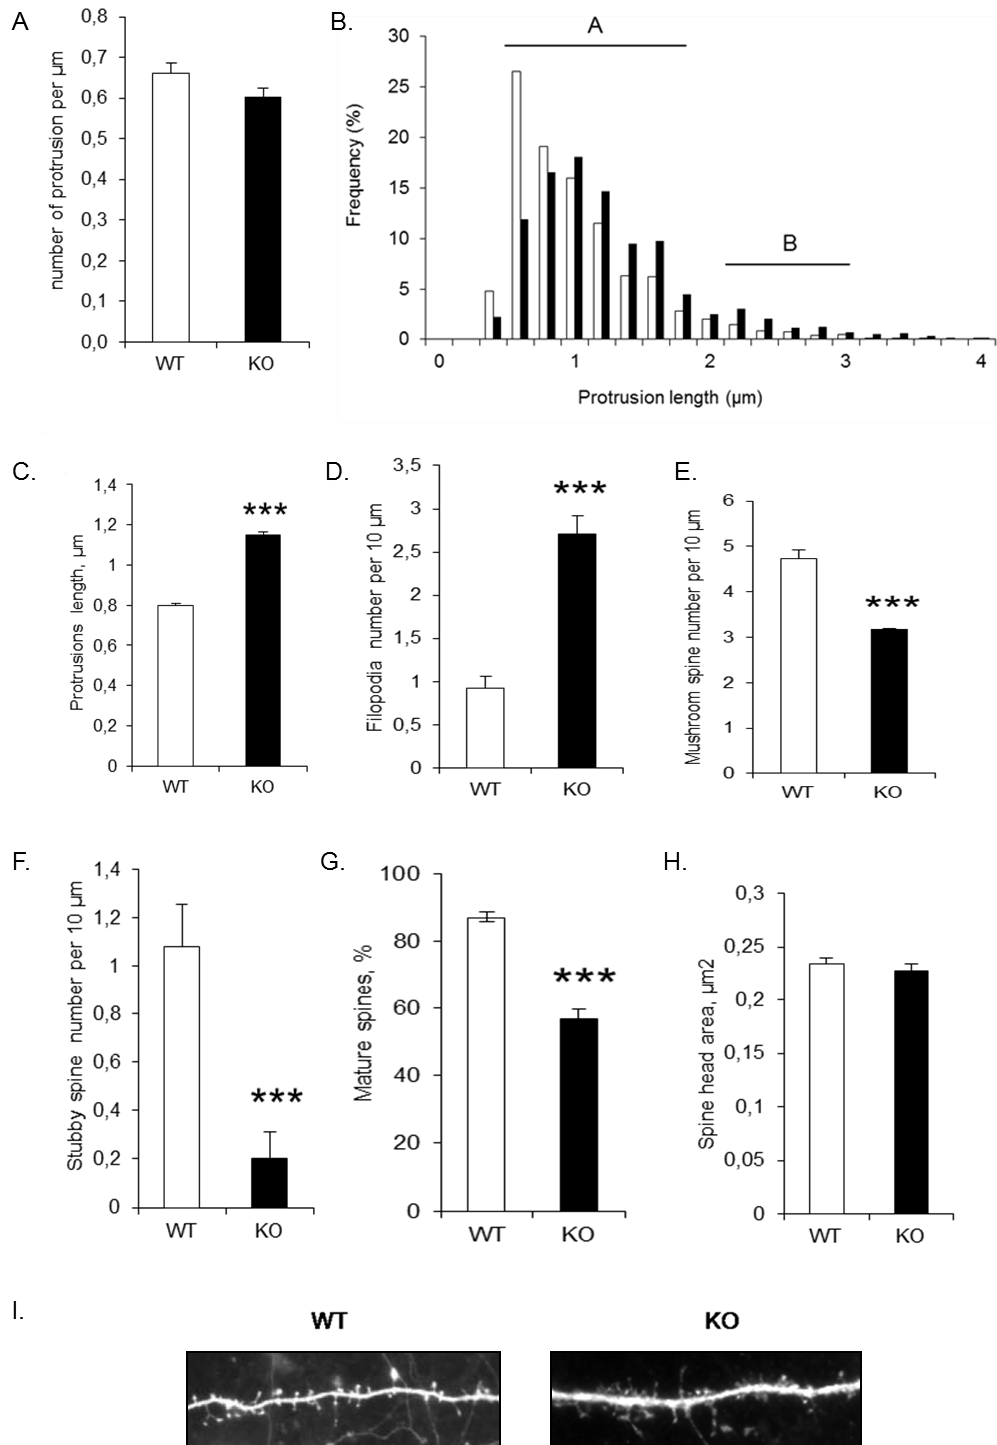 A
number of protrusion per µm
0,8
0,7
0,6
0,5
0,4
0,3
0,2
0,1
0,0
WT KO
B.
Frequency (%)
30
25
20
15
10
5
0
A
B
0 1 2 3 4
Protrusion length (µm)
C.
Protrusions length, µm
1,4
1,2
1
0,8
0,6
0,4
0,2
0
***
WT KO
D.
Filopodia number per 10 µm
3,5
3
2,5
2
1,5
1
0,5
0
***
WT KO
E.
Mushroom spine number per 10 µm
6
5
4
3
2
1
0
***
WT KO
F.
Stubby spine number per 10 µm
1,4
1,2
1
0,8
0,6
0,4
0,2
0
***
WT KO
G.
Mature spines, %
100
80
60
40
20
0
***
WT KO
H.
Spine head area, µm2
0,3
0,25
0,2
0,15
0,1
0,05
0
WT KO
I.
WT KO